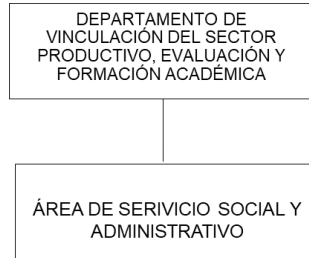 DEPARTAMENTO DE
VINCULACIÓN DEL SECTOR
PRODUCTIVO, EVALUACIÓN Y
FORMACIÓN ACADÉMICA
ÁREA DE SERIVICIO SOCIAL Y
ADMINISTRATIVO